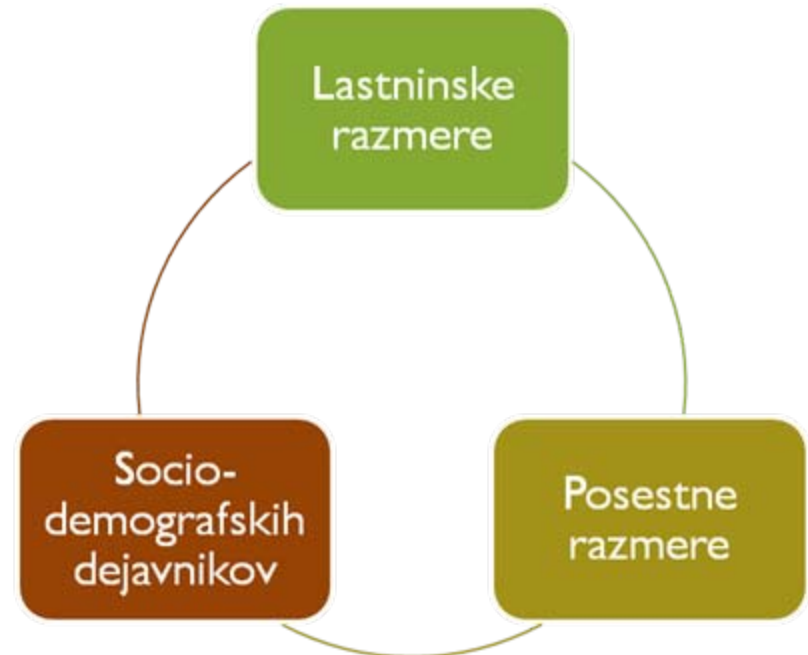 Lastninske
razmere
Socio-
demografskih
dejavnikov
Posestne
razmere